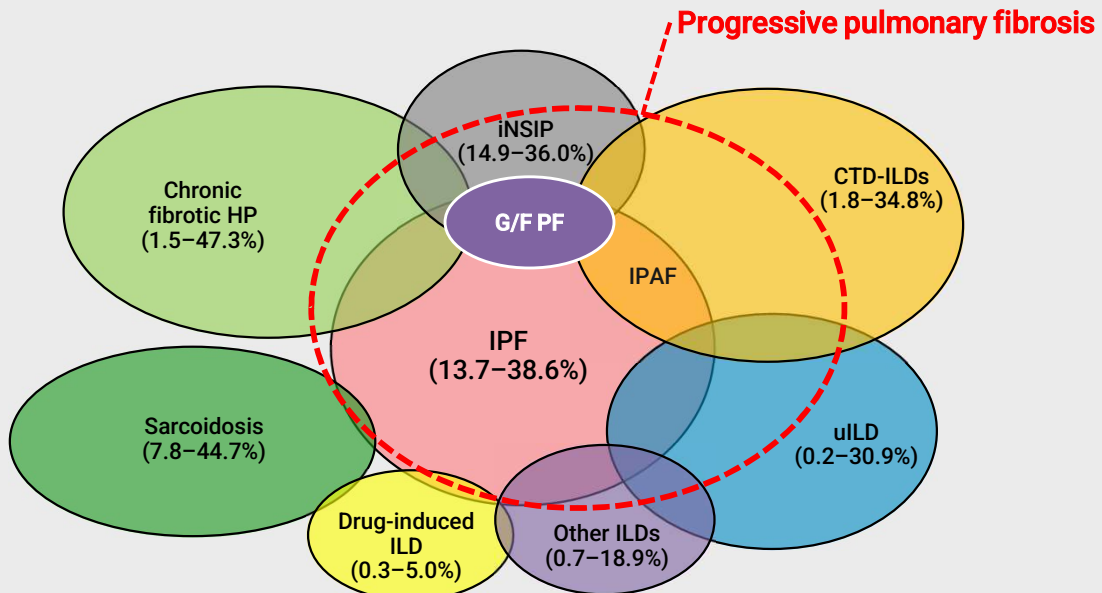 Progressive pulmonary fibrosis
iNSIP
(14.9–36.0%)
Chronic
fibrotic HP
(1.5–47.3%)
CTD-ILDs
(1.8–34.8%)
G/F PF
IPAF
IPF
(13.7–38.6%)
Sarcoidosis
(7.8–44.7%)
uILD
(0.2–30.9%)
Drug-induced
ILD
(0.3–5.0%)
Other ILDs
(0.7–18.9%)